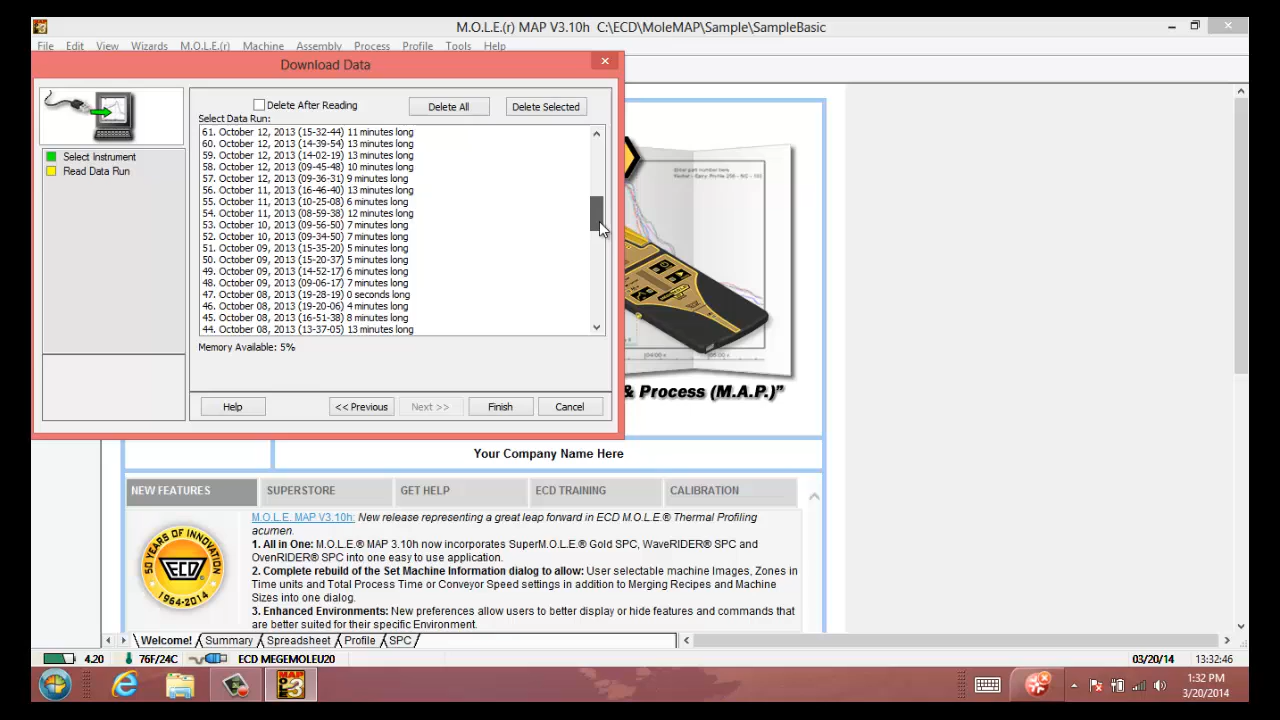 M.O.L.E.(r) MAP V3.10h C:\ECD\MoleMAP\Sample\SampleBasic
File Edit View Wizards M.O.L.E.(r) Machine Assembly Process Profile Tools Help
Download Data
Delete After Reading
Delete All
Delete Selected
Select Data Run:
Select Instrument
Read Data Run
61. October 12, 2013 (15-32-44) 11 minutes long
60. October 12, 2013 (14-39-54) 13 minutes long
59. October 12, 2013 (14-02-19) 13 minutes long
58. October 12, 2013 (09-45-48) 10 minutes long
57. October 12, 2013 (09-36-31) 9 minutes long
56. October 11, 2013 (16-46-40) 13 minutes long
55. October 11, 2013 (10-25-08) 6 minutes long
54. October 11, 2013 (08-59-38) 12 minutes long
53. October 10, 2013 (09-56-50) 7 minutes long
52. October 10, 2013 (09-34-50) 7 minutes long
51. October 09, 2013 (15-35-20) 5 minutes long
50. October 09, 2013 (15-20-37) 5 minutes long
49. October 09, 2013 (14-52-17) 6 minutes long
48. October 09, 2013 (09-06-17) 7 minutes long
47. October 08, 2013 (19-28-19) 0 seconds long
46. October 08, 2013 (19-20-06) 4 minutes long
45. October 08, 2013 (16-51-38) 8 minutes long
44. October 08, 2013 (13-37-05) 13 minutes long
Memory Available: 5%
Help
<< Previous
Next >>
Finish
Cancel
& Process (M.A.P.)”
Your Company Name Here
NEW FEATURES
SUPERSTORE
GET HELP
ECD TRAINING
CALIBRATION
50 YEARS OF INNOVATION
ECD
1964-2014
M.O.L.E. MAP V3.10h: New release representing a great leap forward in ECD M.O.L.E.® Thermal Profiling
acumen.
1. All in One: M.O.L.E.® MAP 3.10h now incorporates SuperM.O.L.E.® Gold SPC, WaveRIDER® SPC and
OvenRIDER® SPC into one easy to use application.
2. Complete rebuild of the Set Machine Information dialog to allow: User selectable machine Images, Zones in
Time units and Total Process Time or Conveyor Speed settings in addition to Merging Recipes and Machine
Sizes into one dialog.
3. Enhanced Environments: New preferences allow users to better display or hide features and commands that
are better suited for their specific Environment.
Welcome! Summary Spreadsheet Profile SPC
4.20 76F/24C ECD MEGEMOLEU20 03/20/14 13:32:46
1:32 PM
3/20/2014